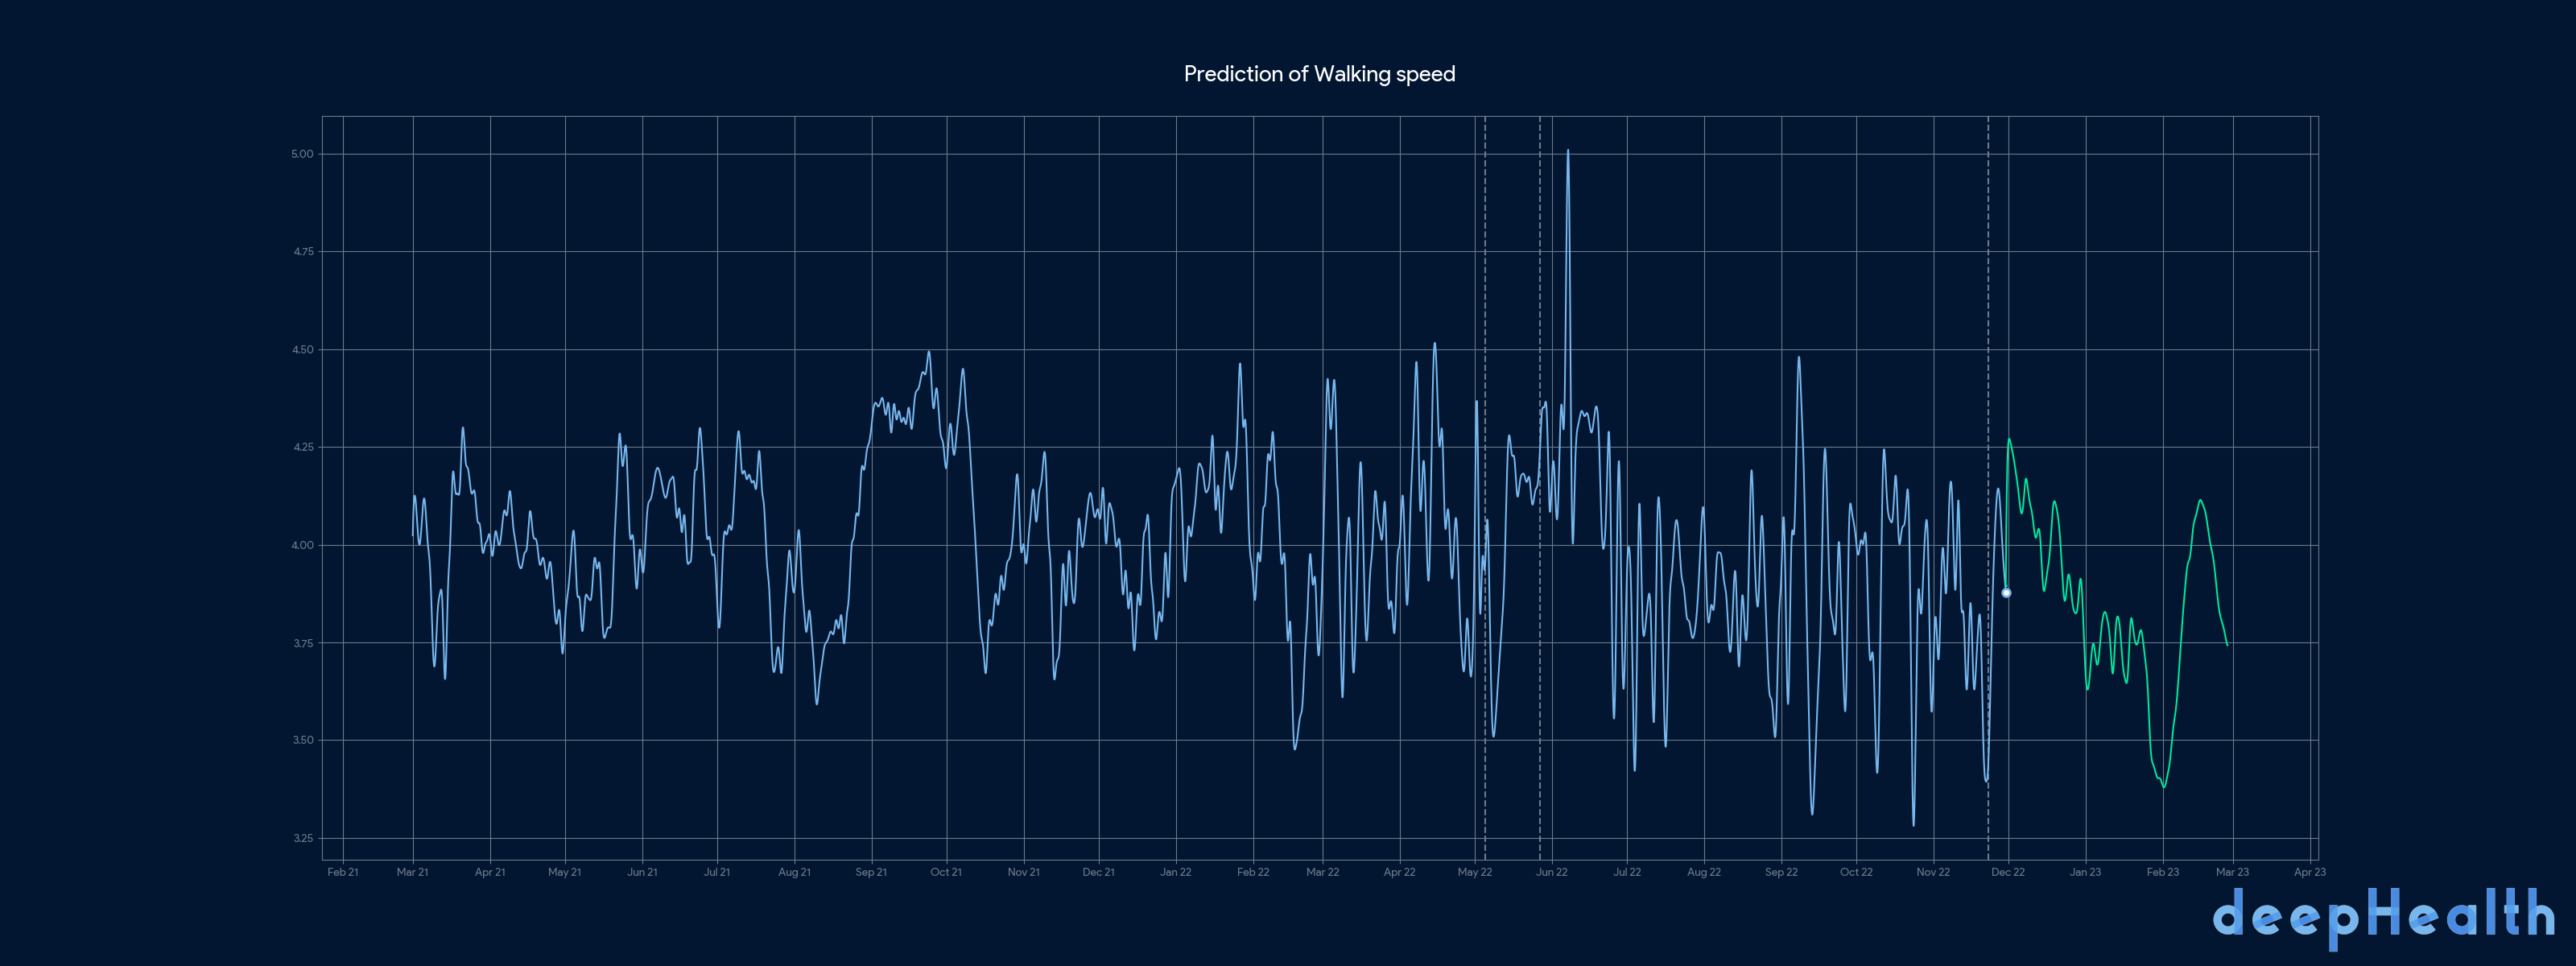 Prediction of Walking speed
5.00
4.75
4.50
4.25
4.00
3.75
3.50
3.25
Feb 21 Mar 21 Apr 21 May 21 Jun 21 Jul 21 Aug 21 Sep 21 Oct 21 Nov 21 Dec 21 Jan 22 Feb 22 Mar 22 Apr 22 May 22 Jun 22 Jul 22 Aug 22 Sep 22 Oct 22 Nov 22 Dec 22 Jan 23 Feb 23 Mar 23 Apr 23
deepHealth